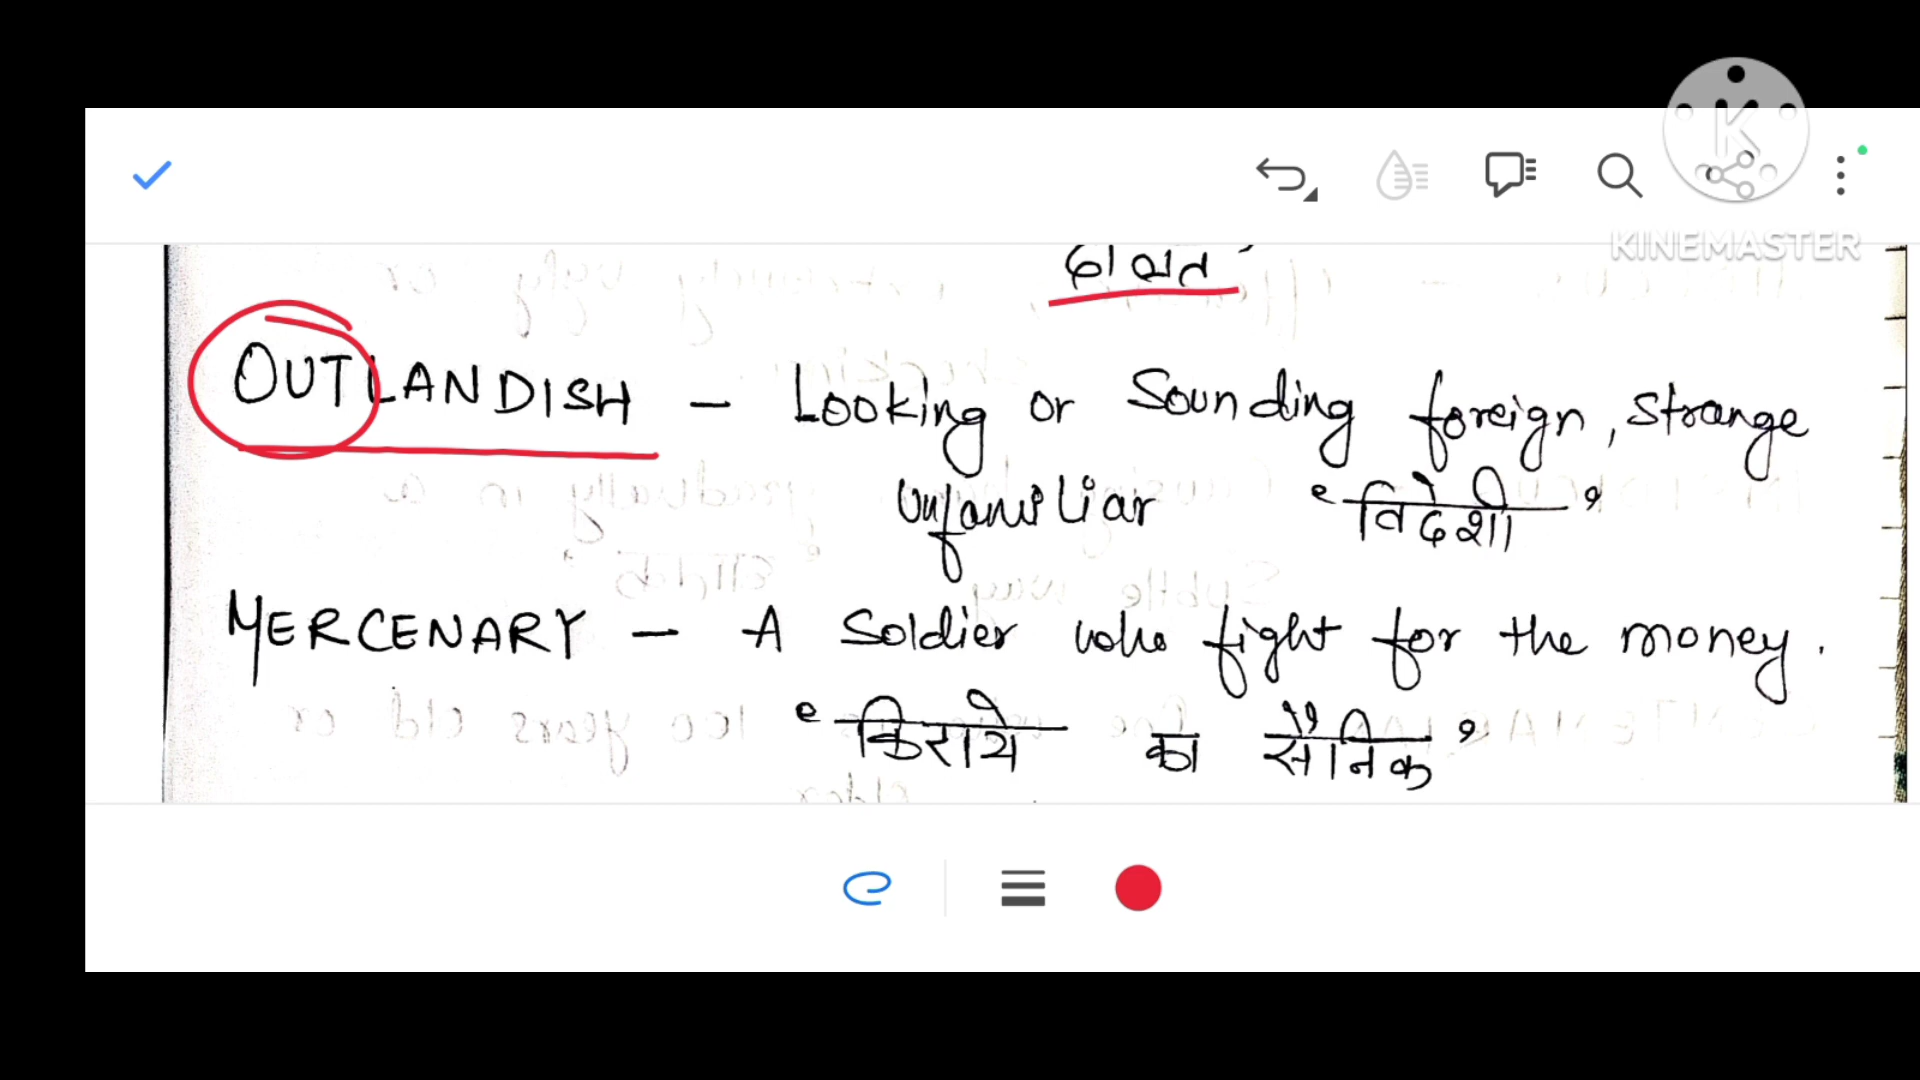 KINEMASTER
OUTLANDISH - Looking or Sounding foreign, strange
unfamiliar 'विदेशी'
MERCENARY - A Soldier who fight for the money.
'किराये का सैनिक'